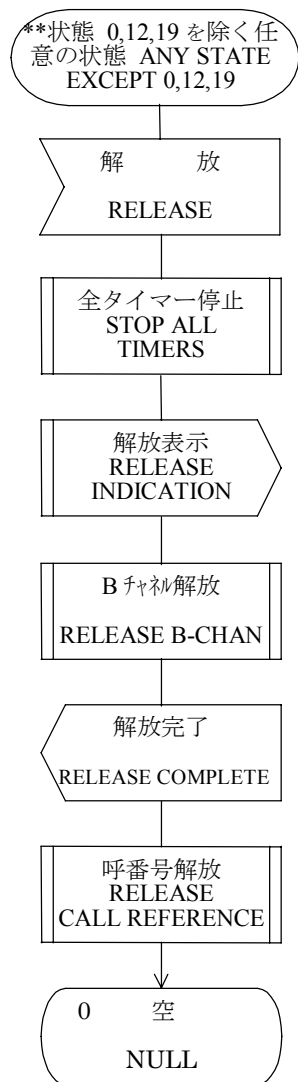 **状態 0,12,19 を除く任
意の状態 ANY STATE
EXCEPT 0,12,19
解 放
RELEASE
全タイマー停止
STOP ALL
TIMERS
解放表示
RELEASE
INDICATION
B ﾁｬﾈﾙ解放
RELEASE B-CHAN
解放完了
RELEASE COMPLETE
呼番号解放
RELEASE
CALL REFERENCE
0 空
NULL